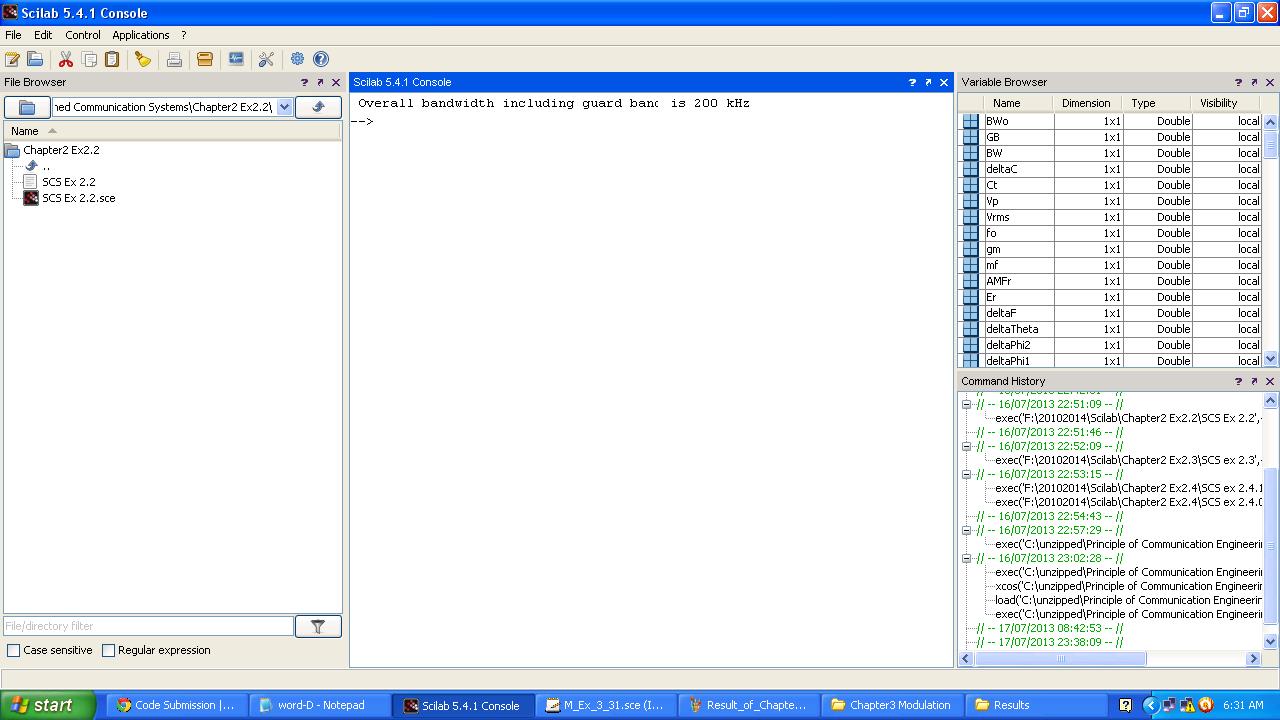 Scilab 5.4.1 Console
File Edit Control Applications ?
File Browser
ned Communication Systems\Chapter2 Ex2.2\
Name
Chapter2 Ex2.2
..
SCS Ex 2.2
SCS Ex 2.2.sce
File/directory filter
Case sensitive Regular expression
Scilab 5.4.1 Console
Overall bandwidth including guard band is 200 kHz
-->
Variable Browser
Name Dimension Type Visibility
BWo 1x1 Double local
GB 1x1 Double local
BW 1x1 Double local
deltaC 1x1 Double local
Ct 1x1 Double local
Vp 1x1 Double local
Vrms 1x1 Double local
fo 1x1 Double local
gm 1x1 Double local
mf 1x1 Double local
AMFr 1x1 Double local
Er 1x1 Double local
deltaF 1x1 Double local
deltaTheta 1x1 Double local
deltaPhi2 1x1 Double local
deltaPhi1 1x1 Double local
Command History
// -- 16/07/2013 22:51:09 -- //
exec('F:\20102014\Scilab\Chapter2 Ex2.2\SCS Ex 2.2',
// -- 16/07/2013 22:51:46 -- //
// -- 16/07/2013 22:52:09 -- //
exec('F:\20102014\Scilab\Chapter2 Ex2.3\SCS ex 2.3',
// -- 16/07/2013 22:53:15 -- //
exec('F:\20102014\Scilab\Chapter2 Ex2.4\SCS ex 2.4.1
exec('F:\20102014\Scilab\Chapter2 Ex2.4\SCS ex 2.4.
// -- 16/07/2013 22:54:43 -- //
// -- 16/07/2013 22:57:29 -- //
exec('C:\unzipped\Principle of Communication Engineerin
// -- 16/07/2013 23:02:28 -- //
exec('C:\unzipped\Principle of Communication Engineerin
xcos('C:\unzipped\Principle of Communication Engineerin
load('C:\unzipped\Principle of Communication Engineerin
exec('C:\unzipped\Principle of Communication Engineerin
// -- 17/07/2013 08:42:53 -- //
// -- 17/07/2013 23:38:09 -- //
start Code Submission |... word-D - Notepad Scilab 5.4.1 Console M_Ex_3_31.sce (I... Result_of_Chapte... Chapter3 Modulation Results 6:31 AM